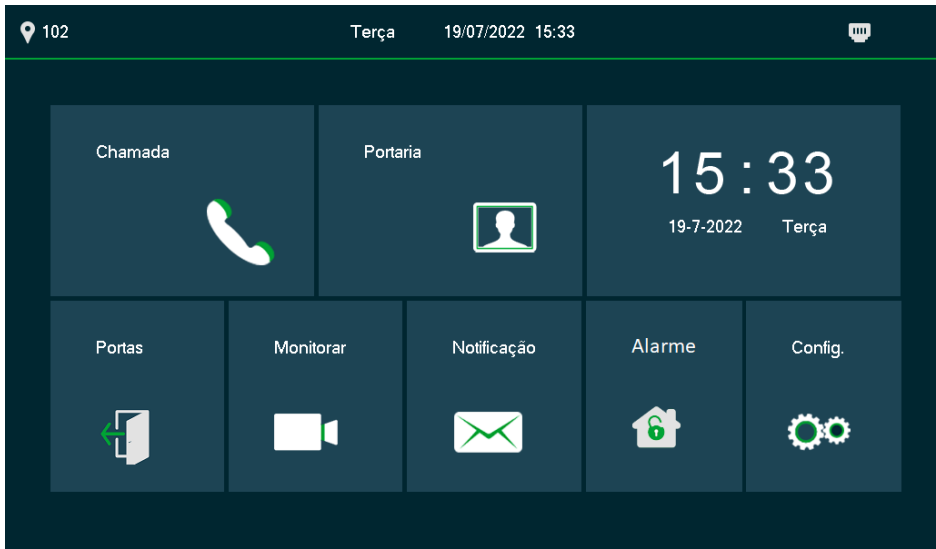 102 Terça 19/07/2022 15:33
Chamada
Portaria
15:33
19-7-2022 Terça
Portas
Monitorar
Notificação
Alarme
Config.